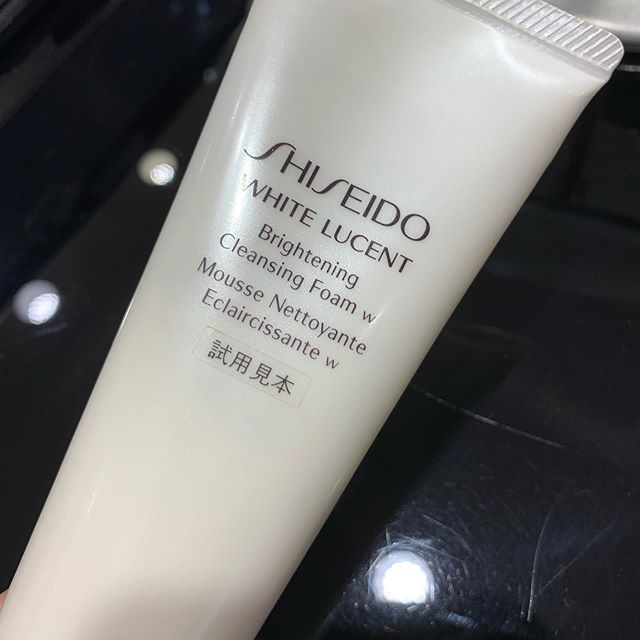 SHISEIDO
WHITE LUCENT
Brightening
Cleansing Foam w
Mousse Nettoyante
Eclaircissante w
試用見本